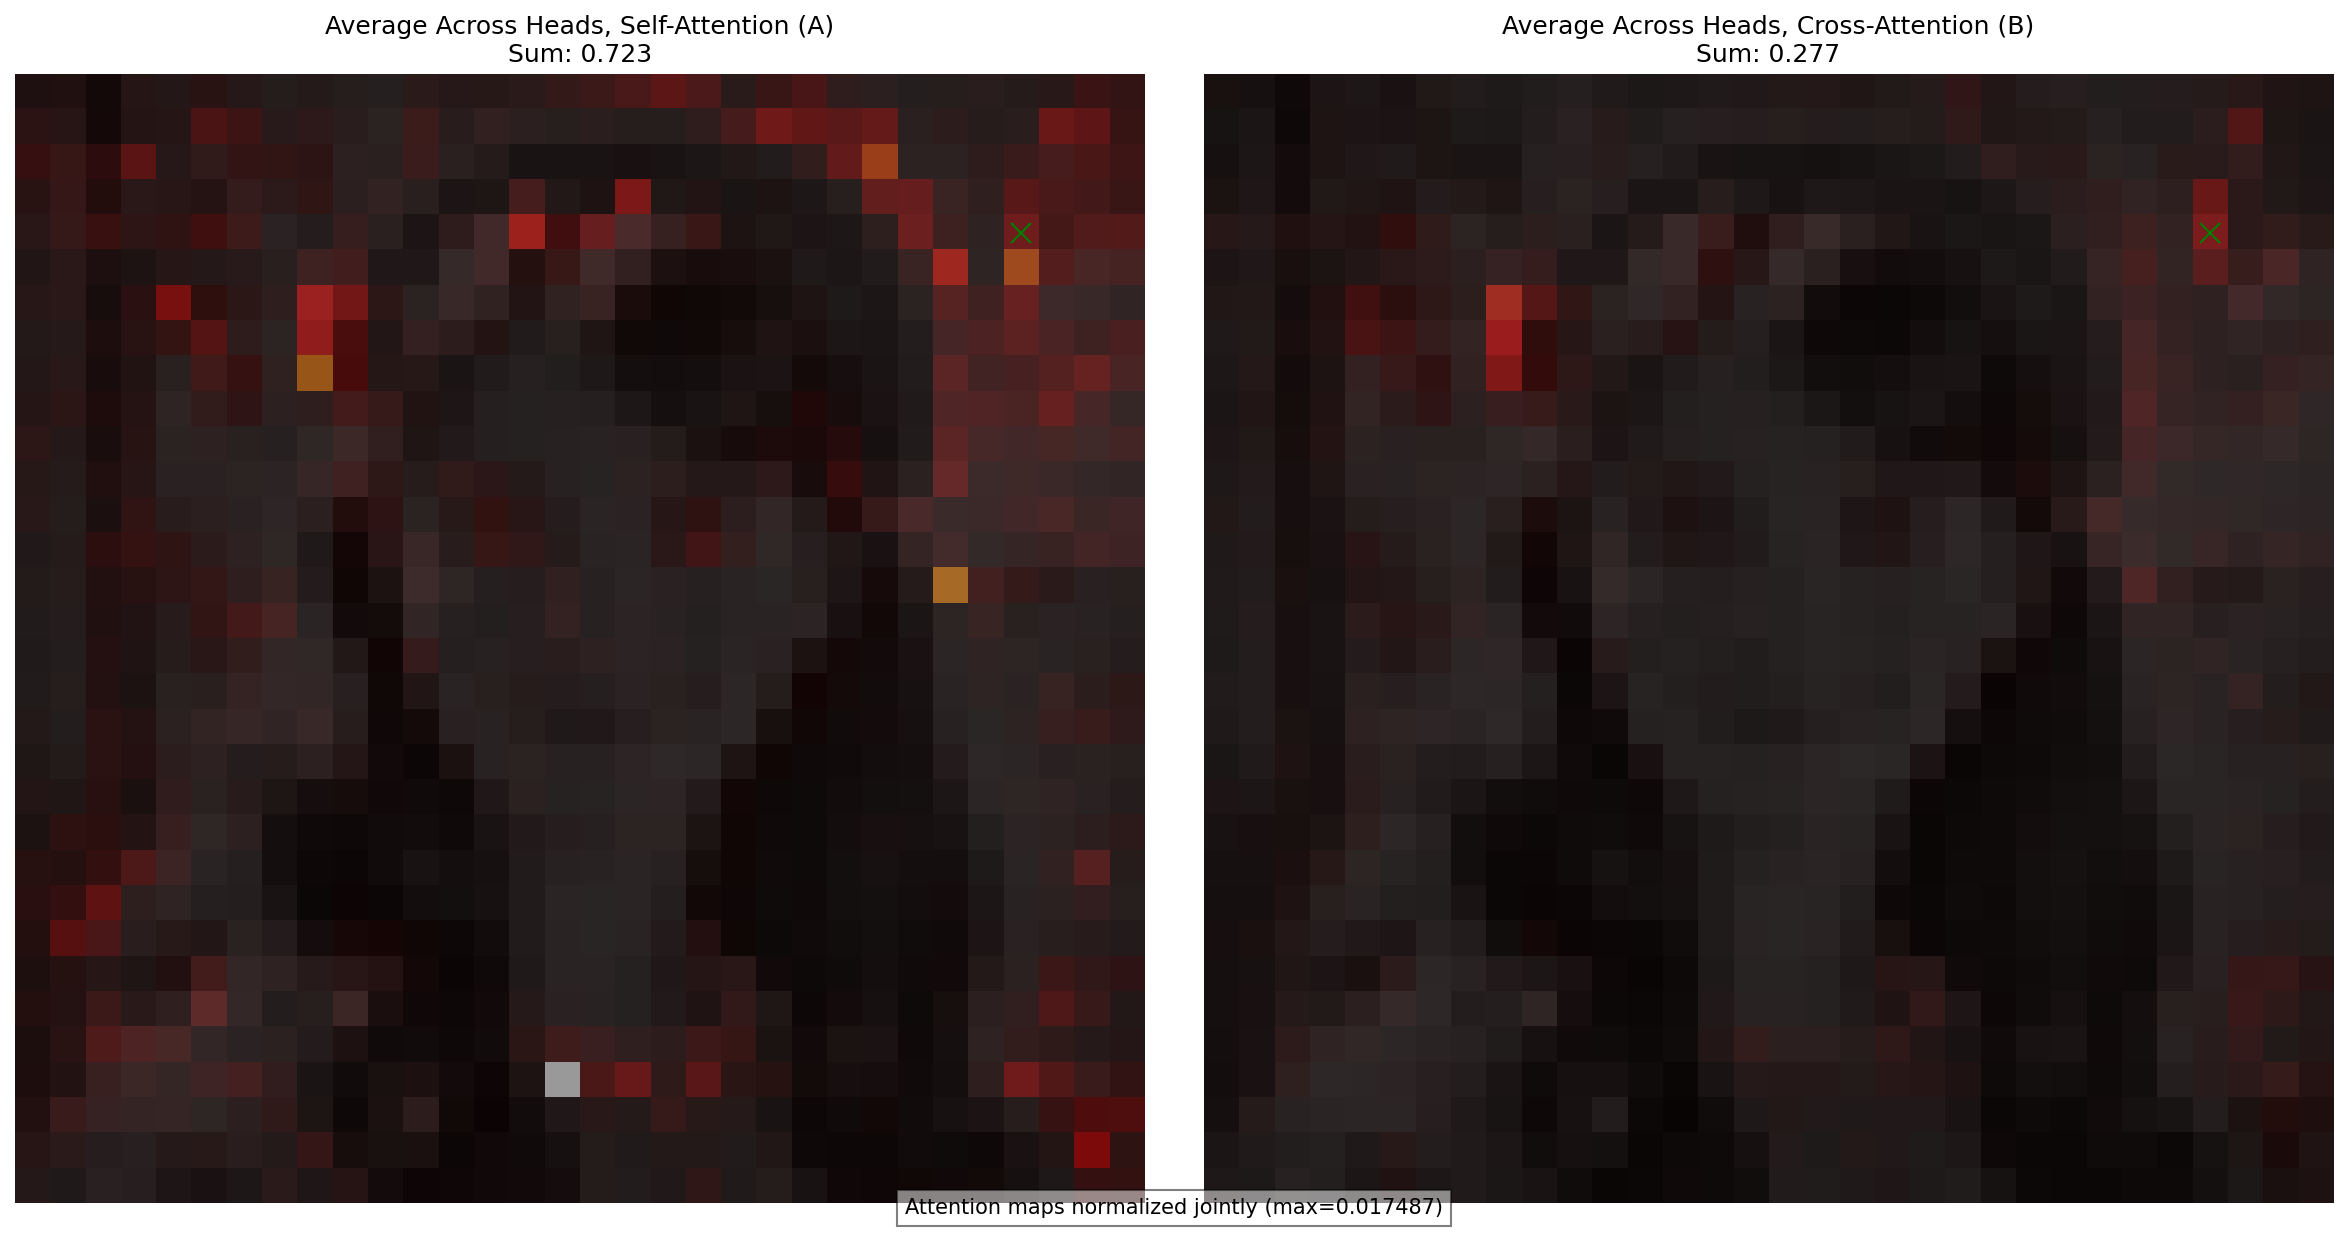 Average Across Heads, Self-Attention (A)
Sum: 0.723
Average Across Heads, Cross-Attention (B)
Sum: 0.277
Attention maps normalized jointly (max=0.017487)